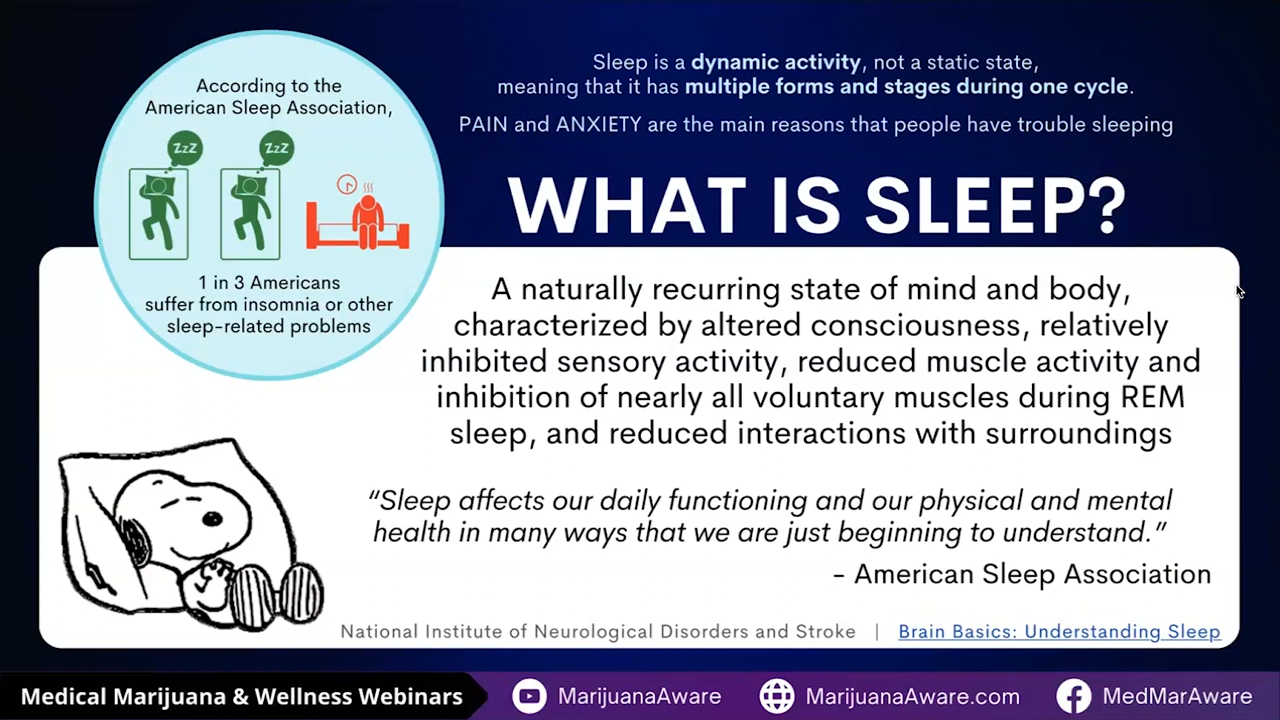 According to the
American Sleep Association,
ZzZ
ZzZ
1 in 3 Americans
suffer from insomnia or other
sleep-related problems
Sleep is a dynamic activity, not a static state,
meaning that it has multiple forms and stages during one cycle.
PAIN and ANXIETY are the main reasons that people have trouble sleeping
WHAT IS SLEEP?
A naturally recurring state of mind and body,
characterized by altered consciousness, relatively
inhibited sensory activity, reduced muscle activity and
inhibition of nearly all voluntary muscles during REM
sleep, and reduced interactions with surroundings
“Sleep affects our daily functioning and our physical and mental
health in many ways that we are just beginning to understand.”
- American Sleep Association
National Institute of Neurological Disorders and Stroke | Brain Basics: Understanding Sleep
Medical Marijuana & Wellness Webinars
MarijuanaAware
MarijuanaAware.com
MedMarAware